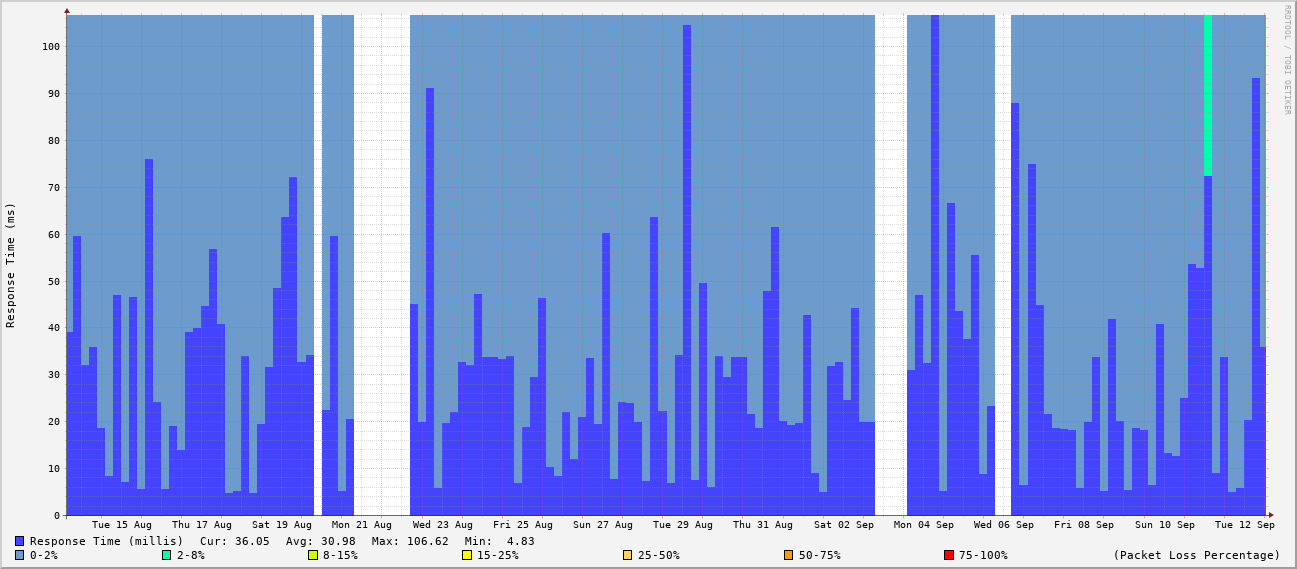 RRDTOOL / TOBI OETIKER
Response Time (ms)
100
90
80
70
60
50
40
30
20
10
0
Tue 15 Aug Thu 17 Aug Sat 19 Aug Mon 21 Aug Wed 23 Aug Fri 25 Aug Sun 27 Aug Tue 29 Aug Thu 31 Aug Sat 02 Sep Mon 04 Sep Wed 06 Sep Fri 08 Sep Sun 10 Sep Tue 12 Sep
Response Time (millis) Cur: 36.05 Avg: 30.98 Max: 106.62 Min: 4.83
0-2% 2-8% 8-15% 15-25% 25-50% 50-75% 75-100% (Packet Loss Percentage)